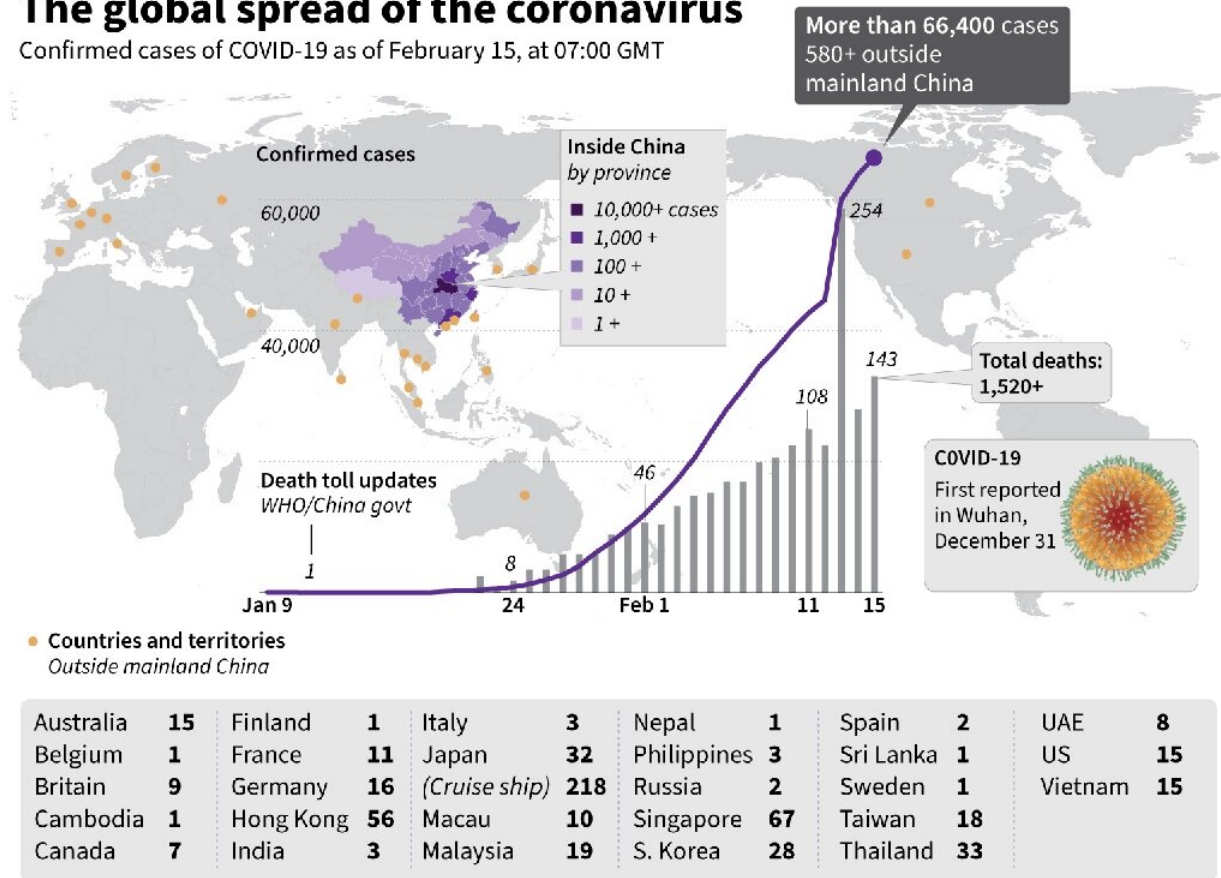 The global spread of the coronavirus
Confirmed cases of COVID-19 as of February 15, at 07:00 GMT
More than 66,400 cases
580+ outside
mainland China
Confirmed cases
60,000
40,000
Inside China
by province
10,000+ cases
1,000 +
100 +
10 +
1 +
254
143
108
46
8
1
Total deaths:
1,520+
Death toll updates
WHO/China govt
C0VID-19
First reported
in Wuhan,
December 31
Jan 9
24
Feb 1
11
15
Countries and territories
Outside mainland China
Australia 15
Belgium 1
Britain 9
Cambodia 1
Canada 7
Finland 1
France 11
Germany 16
Hong Kong 56
India 3
Italy 3
Japan 32
(Cruise ship) 218
Macau 10
Malaysia 19
Nepal 1
Philippines 3
Russia 2
Singapore 67
S. Korea 28
Spain 2
Sri Lanka 1
Sweden 1
Taiwan 18
Thailand 33
UAE 8
US 15
Vietnam 15